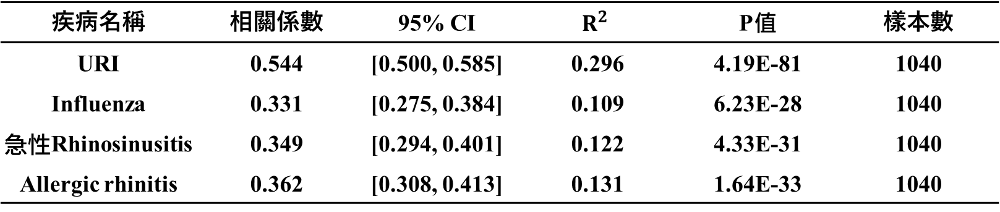 疾病名稱 相關係數 95% CI R² P值 樣本數
URI 0.544 [0.500, 0.585] 0.296 4.19E-81 1040
Influenza 0.331 [0.275, 0.384] 0.109 6.23E-28 1040
急性Rhinosinusitis 0.349 [0.294, 0.401] 0.122 4.33E-31 1040
Allergic rhinitis 0.362 [0.308, 0.413] 0.131 1.64E-33 1040